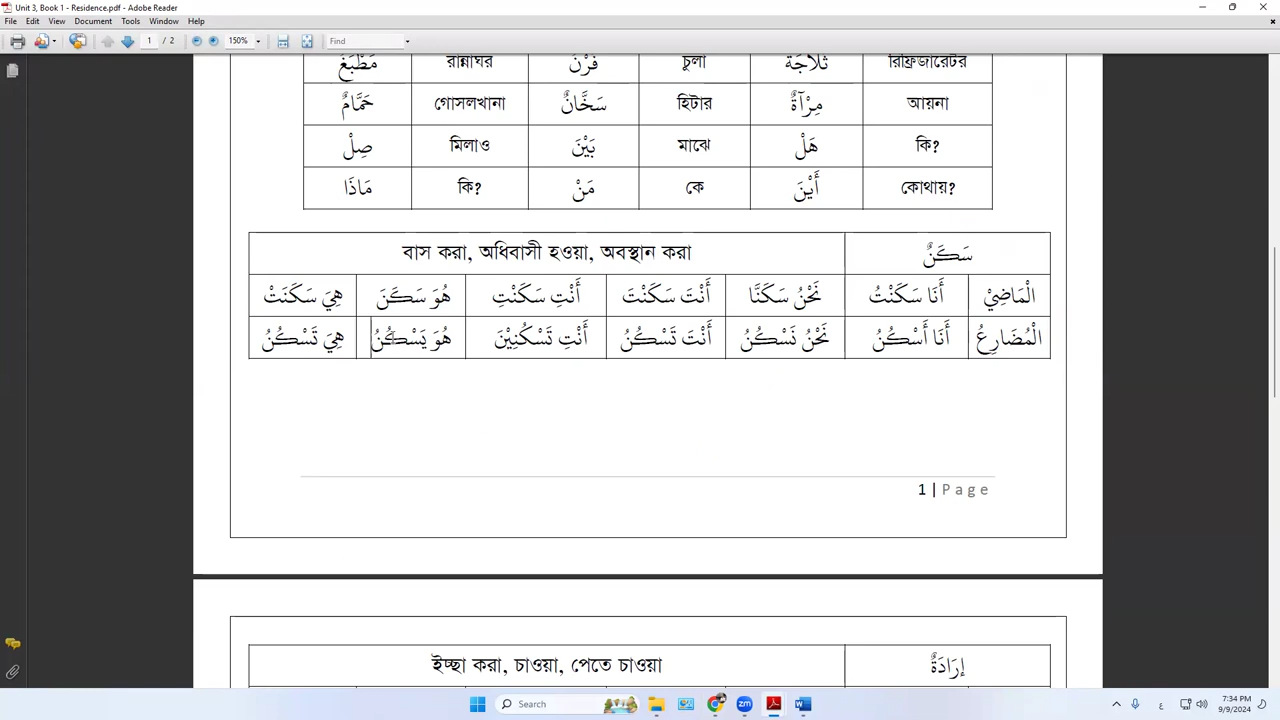 Unit 3, Book 1 - Residence.pdf - Adobe Reader
File Edit View Document Tools Window Help
1 / 2 150% Find
مَطْبَغَ রান্নাঘর فُرْنَ চুলা ثَلَاجَة রিফ্রিজারেটর
حَمَّامٌ গোসলখানা سَخَّانٌ হিটার مِرْآةٌ আয়না
صِلْ মিলাও بَيْنَ মাঝে هَلْ কি?
مَاذَا কি? مَنْ কে أَيْنَ কোথায়?
বাস করা, অধিবাসী হওয়া, অবস্থান করা سَكَنٌ
الْمَاضِيْ أَنَا سَكَنْتُ نَحْنُ سَكَنَّا أَنْتَ سَكَنْتَ أَنْتِ سَكَنْتِ هُوَ سَكَنَ هِيَ سَكَنَتْ
الْمُضَارِعُ أَنَا أَسْكُنُ نَحْنُ نَسْكُنُ أَنْتَ تَسْكُنُ أَنْتِ تَسْكُنِيْنَ هُوَ يَسْكُنُ هِيَ تَسْكُنُ
1 | Page
ইচ্ছা করা, চাওয়া, পেতে চাওয়া إِرَادَةٌ
Search
7:34 PM
9/9/2024